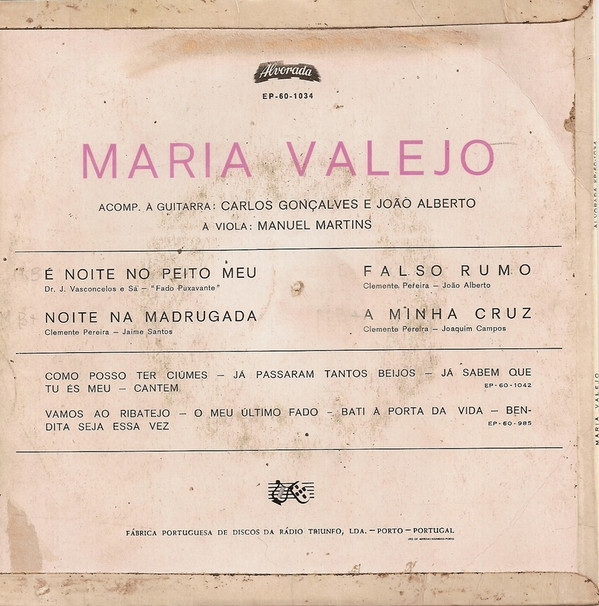 Alvorada
EP-60-1034
MARIA VALEJO
ACOMP. À GUITARRA: CARLOS GONÇALVES E JOÃO ALBERTO
À VIOLA: MANUEL MARTINS
É NOITE NO PEITO MEU
Dr. J. Vasconcelos e Sá – "Fado Puxavante"
FALSO RUMO
Clemente Pereira – João Alberto
NOITE NA MADRUGADA
Clemente Pereira – Jaime Santos
A MINHA CRUZ
Clemente Pereira – Joaquim Campos
COMO POSSO TER CIÚMES – JÁ PASSARAM TANTOS BEIJOS – JÁ SABEM QUE
TU ÉS MEU – CANTEM
EP-60-1042
VAMOS AO RIBATEJO – O MEU ÚLTIMO FADO - BATI À PORTA DA VIDA – BEN-
DITA SEJA ESSA VEZ
EP-60-985
FÁBRICA PORTUGUESA DE DISCOS DA RÁDIO TRIUNFO, LDA. – PORTO – PORTUGAL
MARIA VALEJO